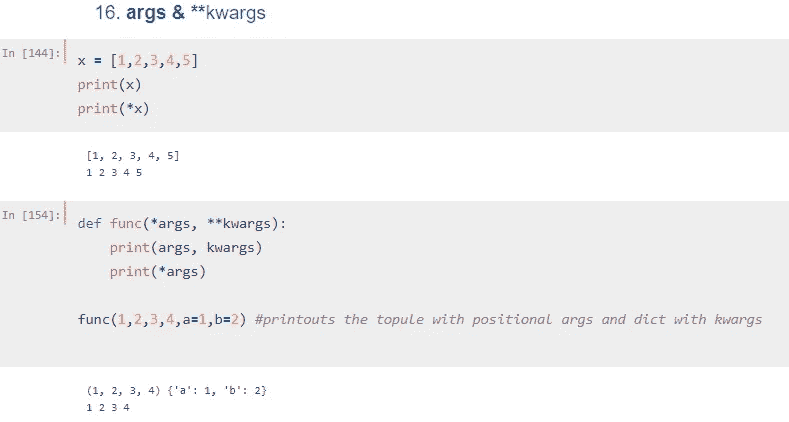 16. args & **kwargs
In [144]:
x = [1,2,3,4,5]
print(x)
print(*x)
[1, 2, 3, 4, 5]
1 2 3 4 5
In [154]:
def func(*args, **kwargs):
    print(args, kwargs)
    print(*args)
func(1,2,3,4,a=1,b=2) #printouts the topule with positional args and dict with kwargs
(1, 2, 3, 4) {'a': 1, 'b': 2}
1 2 3 4